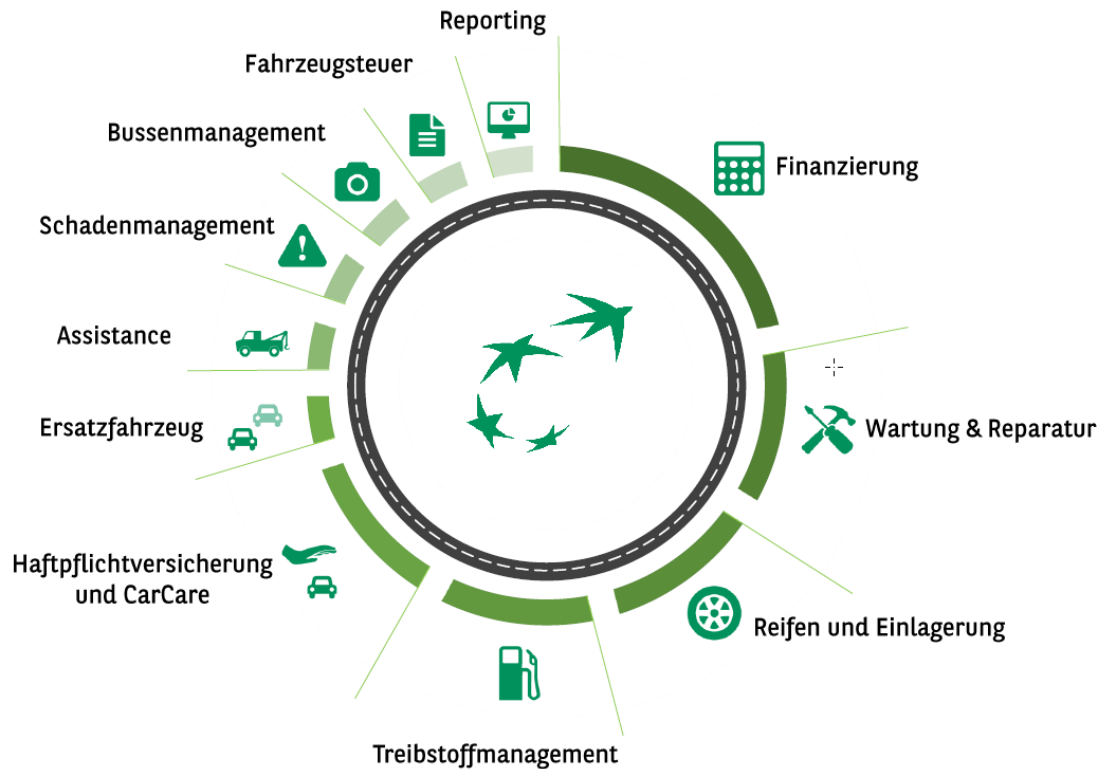 Reporting
Fahrzeugsteuer
Bussenmanagement
Finanzierung
Schadenmanagement
Assistance
Ersatzfahrzeug
Wartung & Reparatur
Haftpflichtversicherung
und CarCare
Reifen und Einlagerung
Treibstoffmanagement